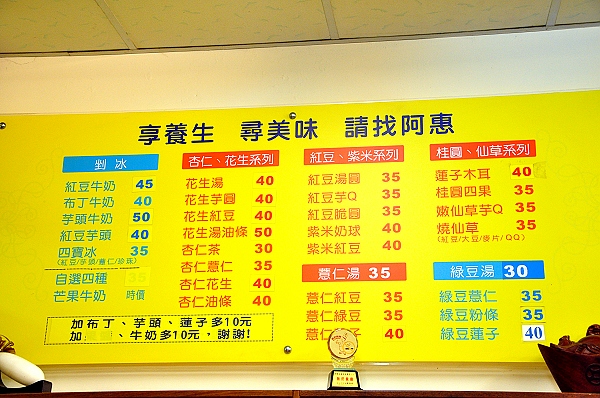 享養生 尋美味 請找阿惠
剉冰
紅豆牛奶 45
布丁牛奶 40
芋頭牛奶 50
紅豆芋頭 40
四寶冰 35
(紅豆/芋頭/薏仁/珍珠)
自選四種 35
芒果牛奶 時價
杏仁、花生系列
花生湯 40
花生芋圓 40
花生紅豆 40
花生湯油條 50
杏仁茶 30
杏仁薏仁 35
杏仁花生 40
杏仁油條 40
紅豆、紫米系列
紅豆湯圓 35
紅豆芋Q 35
紅豆脆圓 35
紫米奶球 40
紫米紅豆 40
薏仁湯 35
薏仁紅豆 35
薏仁綠豆 35
薏仁 子 40
桂圓、仙草系列
蓮子木耳 40
桂圓四果 35
嫩仙草芋Q 35
燒仙草 35
(紅豆/大豆/麥片/QQ)
綠豆湯 30
綠豆薏仁 35
綠豆粉條 35
綠豆蓮子 40
加布丁、芋頭、蓮子多10元
加 、牛奶多10元，謝謝!